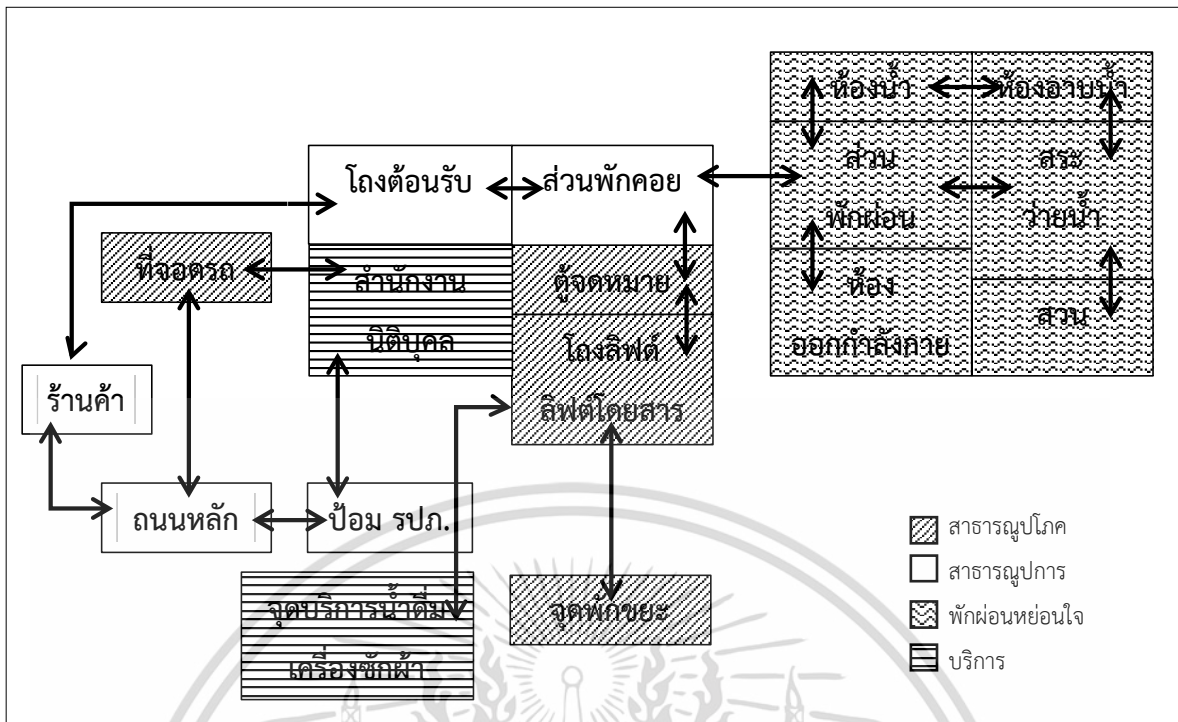 ห้องน้ำ
ห้องอาบน้ำ
โถงต้อนรับ
ส่วนพักคอย
ส่วน
พักผ่อน
สระ
ว่ายน้ำ
ที่จอดรถ
สำนักงาน
นิติบุคล
ตู้จดหมาย
โถงลิฟต์
ลิฟต์โดยสาร
ห้อง
ออกกำลังกาย
สวน
ร้านค้า
ถนนหลัก
ป้อม รปภ.
จุดบริการน้ำดื่ม
เครื่องซักผ้า
จุดพักขยะ
สาธารณูปโภค
สาธารณูปการ
พักผ่อนหย่อนใจ
บริการ